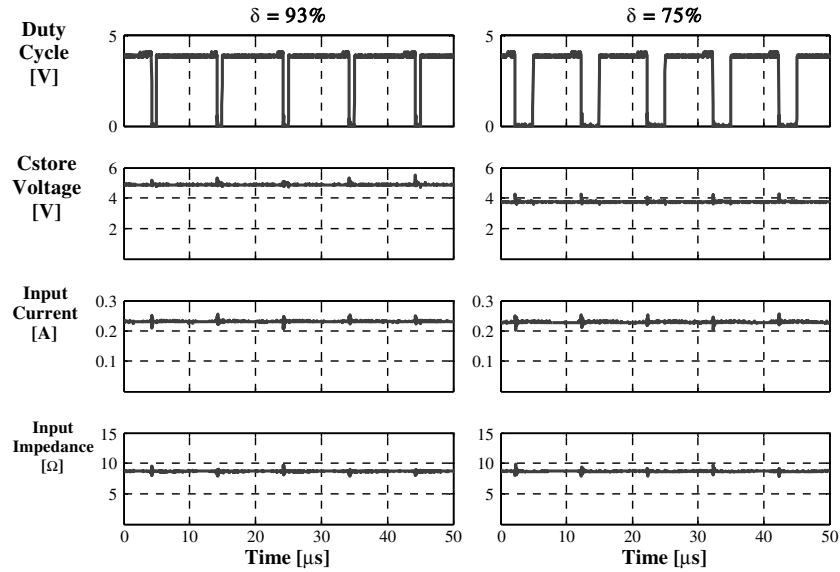 δ = 93%
δ = 75%
Duty
Cycle
[V]
5
0
5
0
Cstore
Voltage
[V]
6
4
2
6
4
2
Input
Current
[A]
0.3
0.2
0.1
0.3
0.2
0.1
Input
Impedance
[Ω]
15
10
5
15
10
5
0
10
20
30
40
50
0
10
20
30
40
50
Time [μs]
Time [μs]